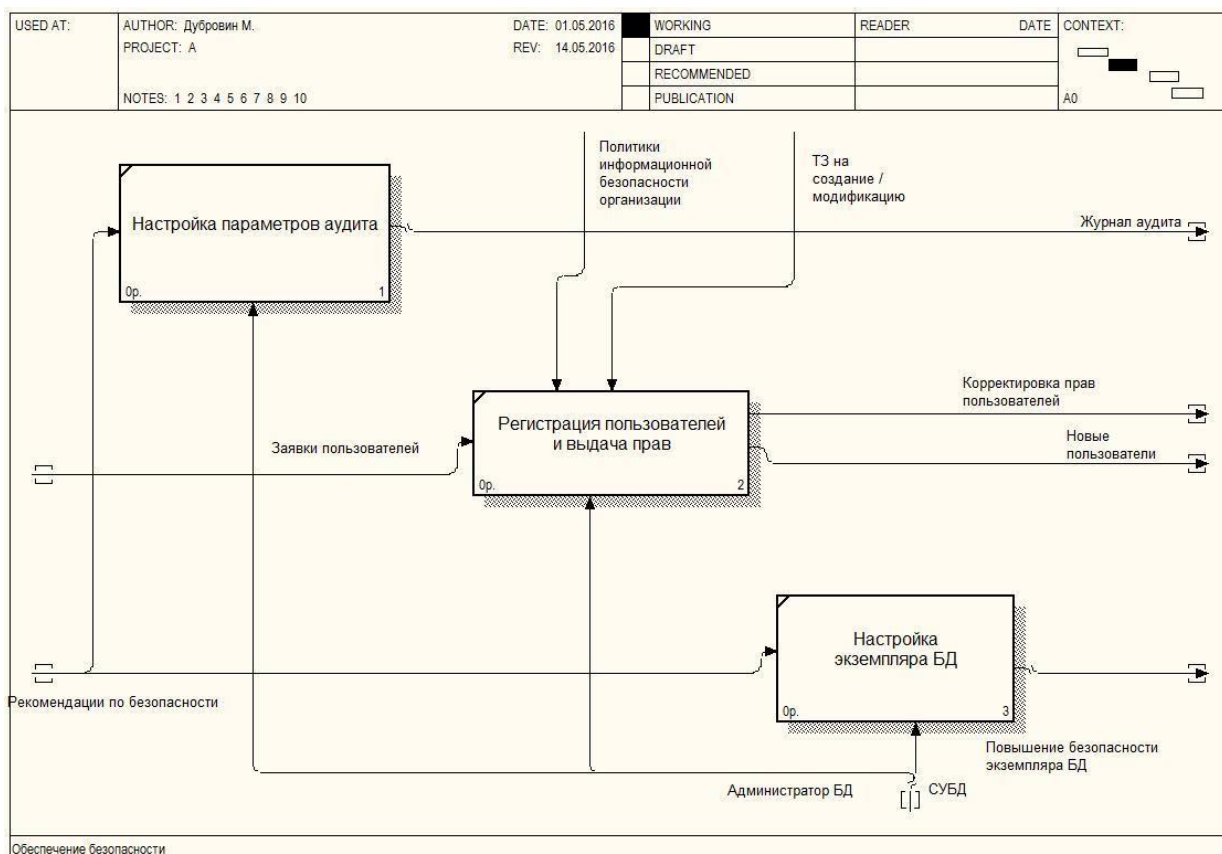 USED AT:
AUTHOR: Дубровин М.
DATE: 01.05.2016
PROJECT: A
REV: 14.05.2016
NOTES: 1 2 3 4 5 6 7 8 9 10
WORKING
DRAFT
RECOMMENDED
PUBLICATION
READER
DATE
CONTEXT:
A0
Политики
информационной
безопасности
организации
ТЗ на
создание /
модификацию
Настройка параметров аудита
0р.
1
Журнал аудита
Корректировка прав
пользователей
Регистрация пользователей
и выдача прав
0р.
2
Заявки пользователей
Новые
пользователи
Настройка
экземпляра БД
0р.
3
Рекомендации по безопасности
Повышение безопасности
экземпляра БД
Администратор БД
СУБД
Обеспечение безопасности